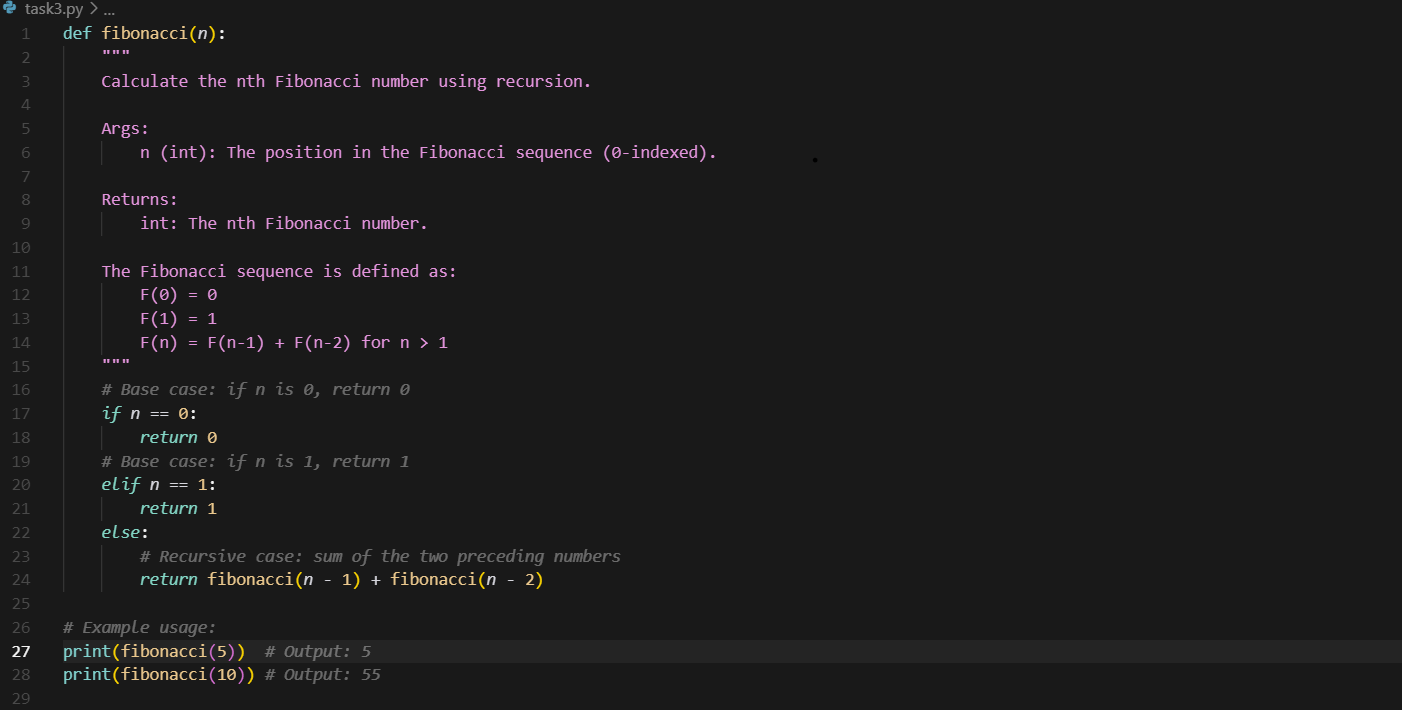 task3.py > ...
1 def fibonacci(n):
2     """
3     Calculate the nth Fibonacci number using recursion.
4
5     Args:
6         n (int): The position in the Fibonacci sequence (0-indexed).
7
8     Returns:
9         int: The nth Fibonacci number.
10
11     The Fibonacci sequence is defined as:
12         F(0) = 0
13         F(1) = 1
14         F(n) = F(n-1) + F(n-2) for n > 1
15     """
16     # Base case: if n is 0, return 0
17     if n == 0:
18         return 0
19     # Base case: if n is 1, return 1
20     elif n == 1:
21         return 1
22     else:
23         # Recursive case: sum of the two preceding numbers
24         return fibonacci(n - 1) + fibonacci(n - 2)
25
26 # Example usage:
27 print(fibonacci(5))  # Output: 5
28 print(fibonacci(10)) # Output: 55
29